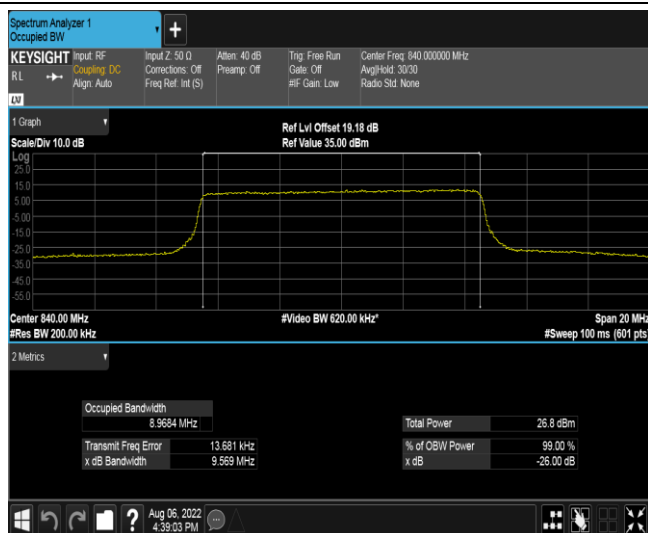 Spectrum Analyzer 1
Occupied BW
+
KEYSIGHT Input: RF Input Z: 50 Ω Atten: 40 dB Trig: Free Run Center Freq: 840.000000 MHz
RL Coupling: DC Corrections: Off Preamp: Off Gate: Off Avg|Hold: 30/30
Align: Auto Freq Ref: Int (S) #IF Gain: Low Radio Std: None
LXI
1 Graph
Ref Lvl Offset 19.18 dB
Scale/Div 10.0 dB Ref Value 35.00 dBm
Log
25.0
15.0
5.00
-5.00
-15.0
-25.0
-35.0
-45.0
-55.0
Center 840.00 MHz #Video BW 620.00 kHz* Span 20 MHz
#Res BW 200.00 kHz #Sweep 100 ms (601 pts)
2 Metrics
Occupied Bandwidth
8.9684 MHz Total Power 26.8 dBm
Transmit Freq Error 13.681 kHz % of OBW Power 99.00 %
x dB Bandwidth 9.569 MHz x dB -26.00 dB
? Aug 06, 2022
4:39:03 PM